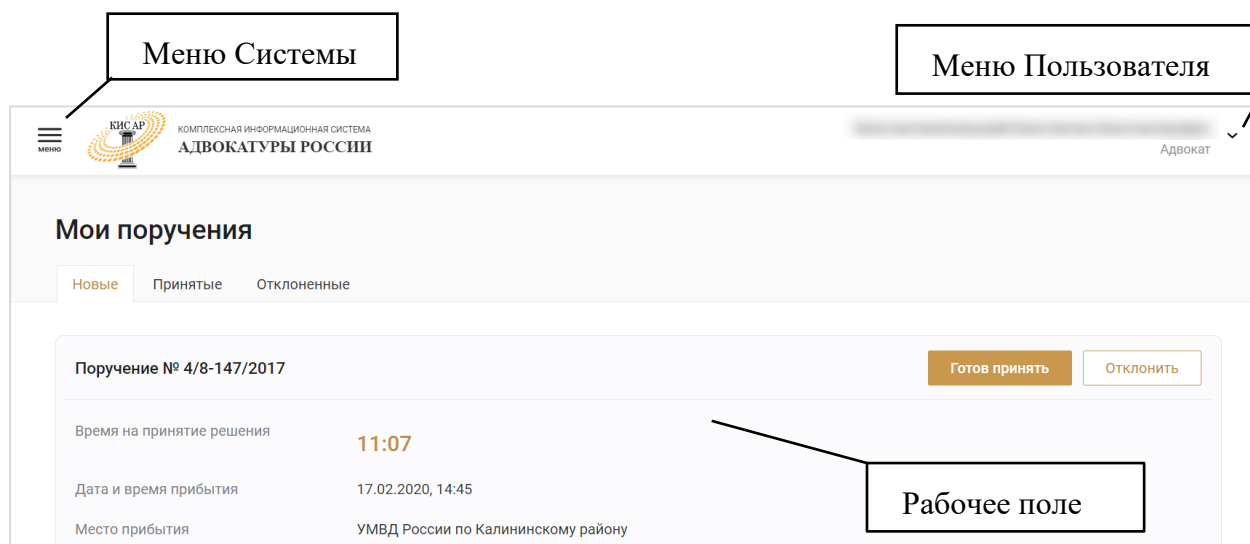 Меню Системы
Меню Пользователя
меню
КИС АР
КОМПЛЕКСНАЯ ИНФОРМАЦИОННАЯ СИСТЕМА
АДВОКАТУРЫ РОССИИ
Адвокат
Мои поручения
Новые Принятые Отклоненные
Поручение № 4/8-147/2017 Готов принять Отклонить
Время на принятие решения 11:07
Дата и время прибытия 17.02.2020, 14:45
Рабочее поле
Место прибытия УМВД России по Калининскому району